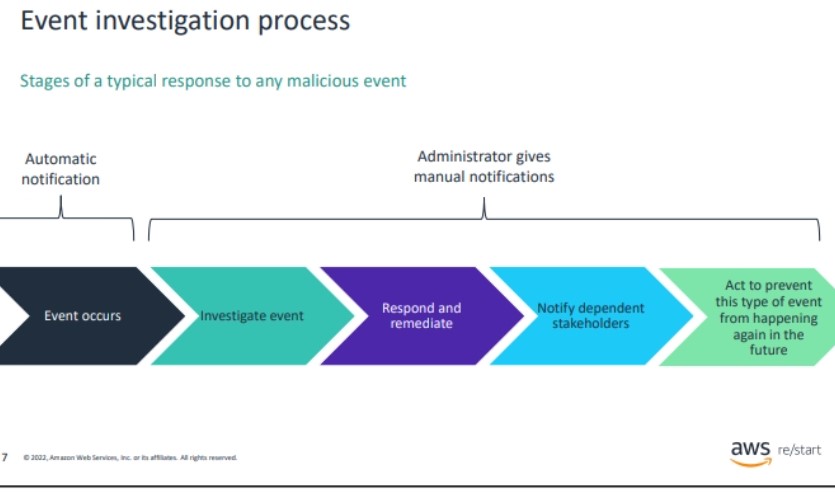 Event investigation process
Stages of a typical response to any malicious event
Automatic
notification
Administrator gives
manual notifications
Event occurs
Investigate event
Respond and
remediate
Notify dependent
stakeholders
Act to prevent
this type of event
from happening
again in the
future
7 © 2022, Amazon Web Services, Inc. or its affiliates. All rights reserved.
aws re/start